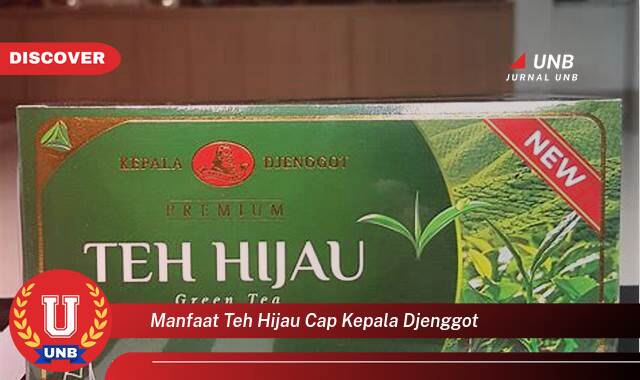 DISCOVER
UNB
JURNAL UNB
KEPALA DJENGGOT
PREMIUM
NEW
TEH HIJAU
Green Tea
Manfaat Teh Hijau Cap Kepala Djenggot
U
UNB